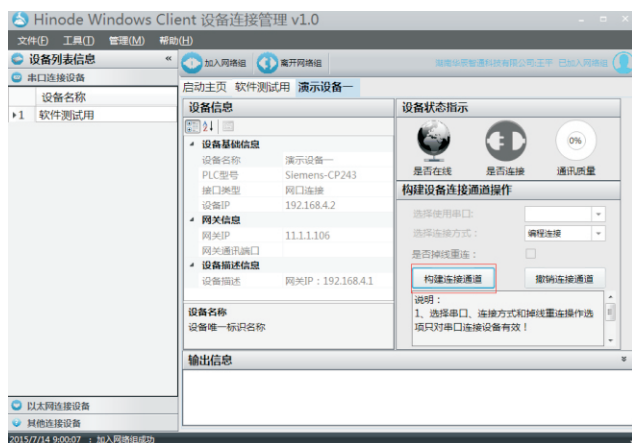 Hinode Windows Client 设备连接管理 v1.0
文件(F) 工具(T) 管理(M) 帮助(H)
设备列表信息
串口连接设备
设备名称
1 软件测试用
以太网连接设备
其他连接设备
加入网络组 离开网络组
已加入网络组
启动主页 软件测试用 演示设备一
设备信息
设备基础信息
设备名称 演示设备一
PLC型号 Siemens-CP243
接口类型 网口连接
设备IP 192.168.4.2
网关信息
网关IP 11.1.1.106
网关通讯端口
设备描述信息
设备描述 网关IP：192.168.4.1
设备名称
设备唯一标识名称
设备状态指示
0%
是否在线 是否连接 通讯质量
构建设备连接通道操作
选择使用串口:
选择连接方式： 编程连接
是否掉线重连：
构建连接通道 撤销连接通道
说明：
1、选择串口、连接方式和掉线重连操作选
项只对串口连接设备有效！
输出信息
2015/7/14 9:00:07 ：加入网络组成功